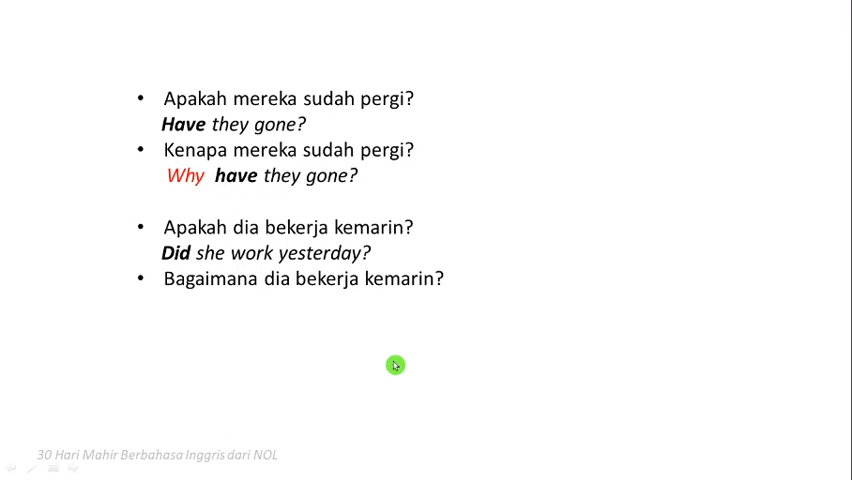 • Apakah mereka sudah pergi?
Have they gone?
• Kenapa mereka sudah pergi?
Why have they gone?
• Apakah dia bekerja kemarin?
Did she work yesterday?
• Bagaimana dia bekerja kemarin?
30 Hari Mahir Berbahasa Inggris dari NOL